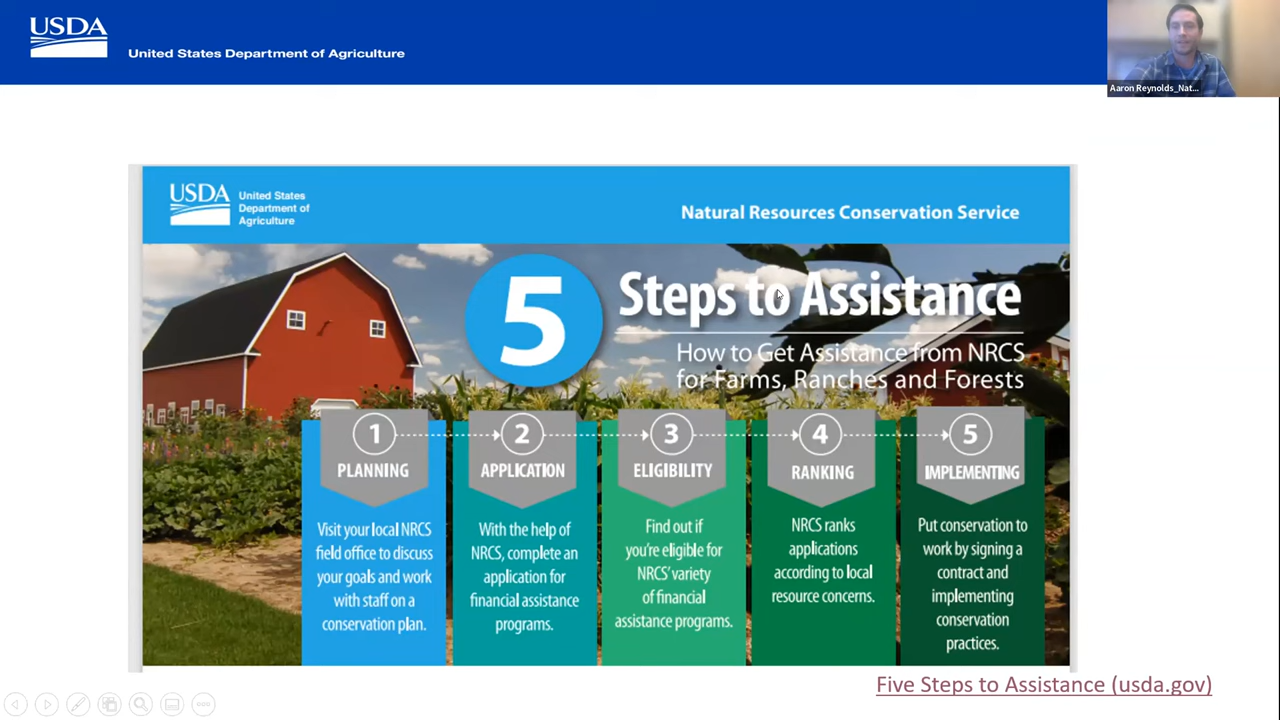 USDA
United States Department of Agriculture
Aaron Reynolds_Nat...
USDA
United States
Department of
Agriculture
Natural Resources Conservation Service
5
Steps to Assistance
How to Get Assistance from NRCS
for Farms, Ranches and Forests
1
PLANNING
Visit your local NRCS
field office to discuss
your goals and work
with staff on a
conservation plan.
2
APPLICATION
With the help of
NRCS, complete an
application for
financial assistance
programs.
3
ELIGIBILITY
Find out if
you're eligible for
NRCS' variety
of financial
assistance programs.
4
RANKING
NRCS ranks
applications
according to local
resource concerns.
5
IMPLEMENTING
Put conservation to
work by signing a
contract and
implementing
conservation
practices.
Five Steps to Assistance (usda.gov)